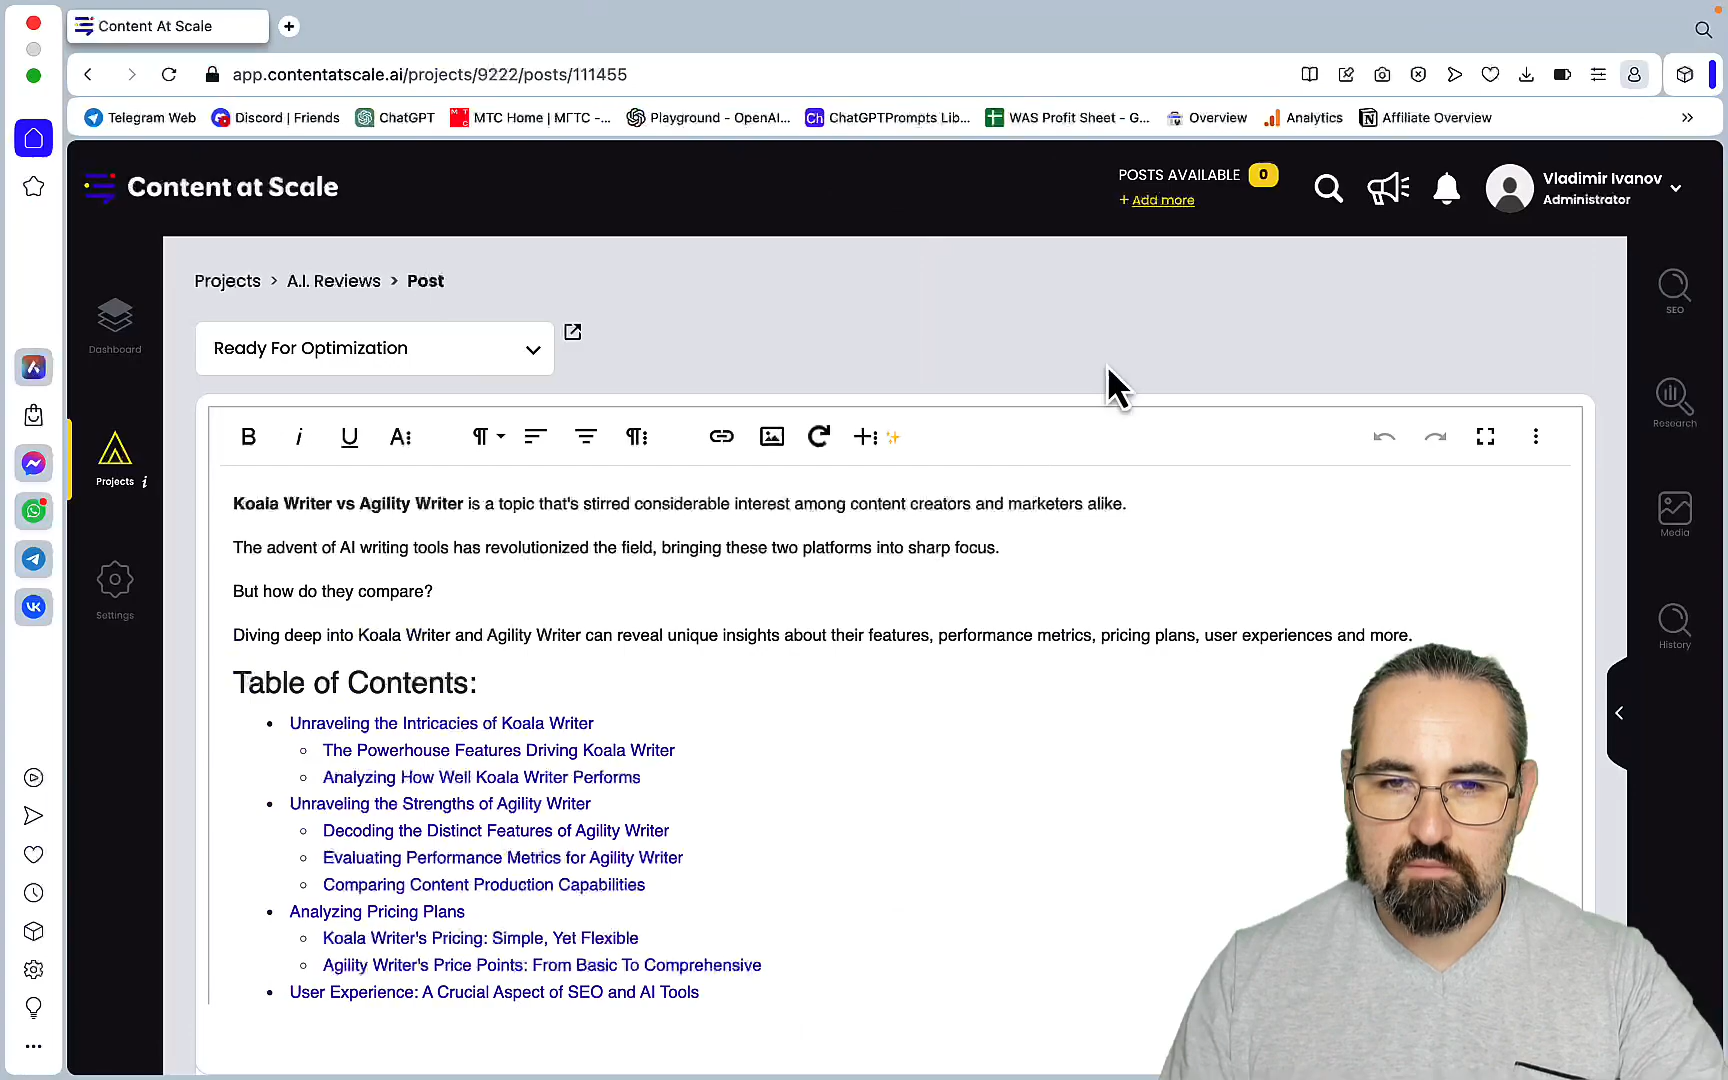 Content At Scale
app.contentatscale.ai/projects/9222/posts/111455
Telegram Web
Discord | Friends
ChatGPT
MTC Home | МГТС -...
Playground - OpenAI...
ChatGPTPrompts Lib...
WAS Profit Sheet - G...
Overview
Analytics
Affiliate Overview
Content at Scale
POSTS AVAILABLE 0
+ Add more
Vladimir Ivanov
Administrator
Projects > A.I. Reviews > Post
Ready For Optimization
Dashboard
Projects
Settings
SEO
Research
Media
History
Koala Writer vs Agility Writer is a topic that's stirred considerable interest among content creators and marketers alike.
The advent of AI writing tools has revolutionized the field, bringing these two platforms into sharp focus.
But how do they compare?
Diving deep into Koala Writer and Agility Writer can reveal unique insights about their features, performance metrics, pricing plans, user experiences and more.
Table of Contents:
Unraveling the Intricacies of Koala Writer
The Powerhouse Features Driving Koala Writer
Analyzing How Well Koala Writer Performs
Unraveling the Strengths of Agility Writer
Decoding the Distinct Features of Agility Writer
Evaluating Performance Metrics for Agility Writer
Comparing Content Production Capabilities
Analyzing Pricing Plans
Koala Writer's Pricing: Simple, Yet Flexible
Agility Writer's Price Points: From Basic To Comprehensive
User Experience: A Crucial Aspect of SEO and AI Tools